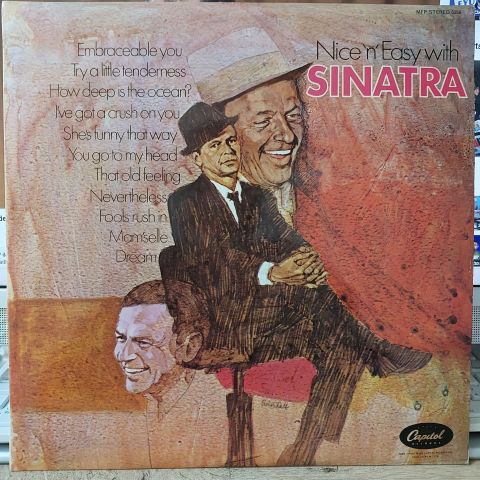 MFP STEREO
Nice 'n' Easy with
SINATRA
Embraceable you
Try a little tenderness
How deep is the ocean?
I've got a crush on you
She's funny that way
You go to my head
That old feeling
Nevertheless
Fools rush in
Mam'selle
Dream
Capitol